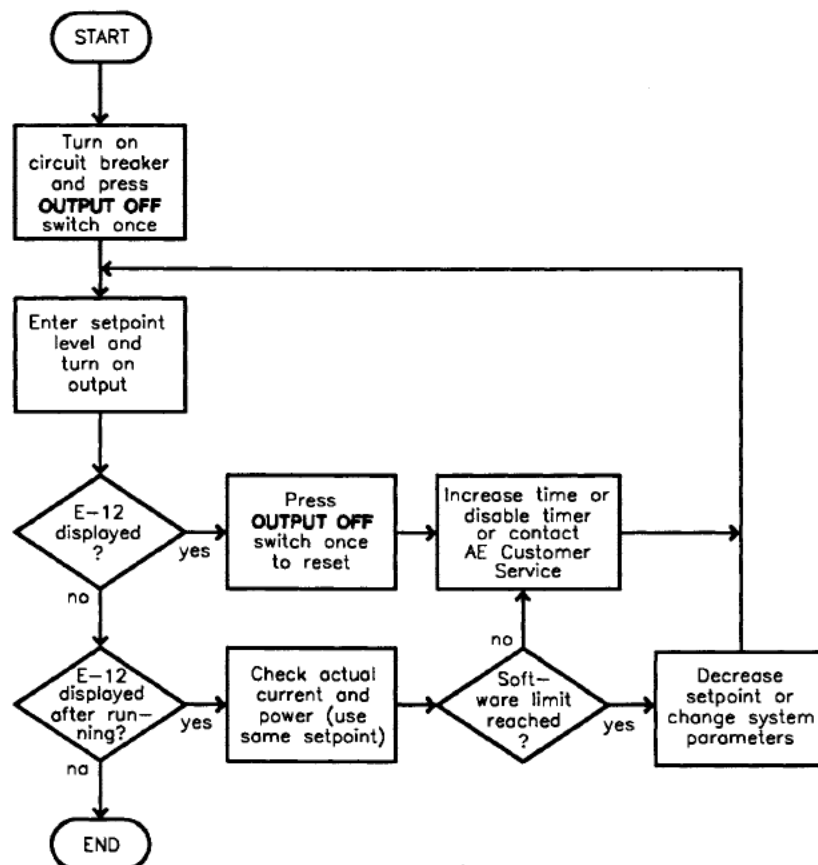 START
Turn on
circuit breaker
and press
OUTPUT OFF
switch once
Enter setpoint
level and
turn on
output
E-12
displayed
?
yes
no
Press
OUTPUT OFF
switch once
to reset
Increase time or
disable timer
or contact
AE Customer
Service
E-12
displayed
after run-
ning?
yes
no
Check actual
current and
power (use
same setpoint)
no
Soft-
ware limit
reached
?
yes
Decrease
setpoint or
change system
parameters
END